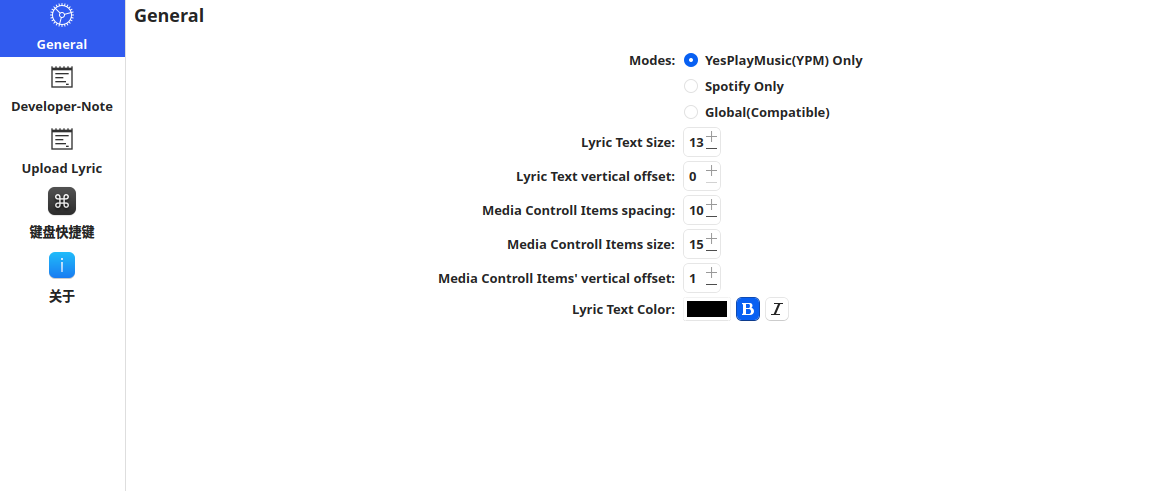 General
Developer-Note
Upload Lyric
键盘快捷键
关于
General
Modes: YesPlayMusic(YPM) Only
Spotify Only
Global(Compatible)
Lyric Text Size: 13
Lyric Text vertical offset: 0
Media Controll Items spacing: 10
Media Controll Items size: 15
Media Controll Items' vertical offset: 1
Lyric Text Color: B I